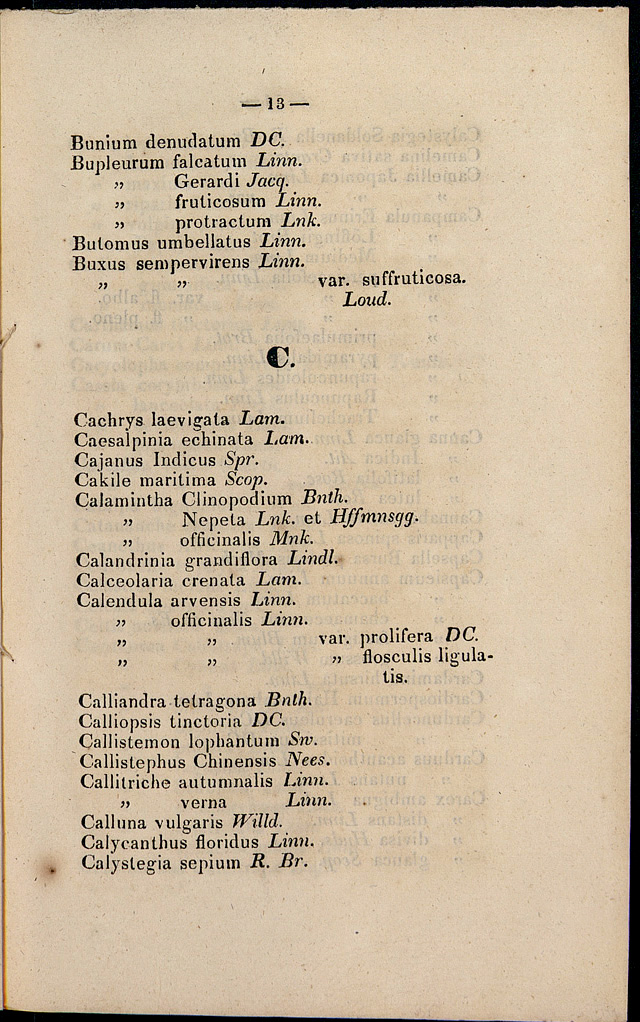 — 13 —
Bunium denudatum DC.
Bupleurum falcatum Linn.
„ Gerardi Jacq.
„ fruticosum Linn.
„ protractum Lnk.
Butomus umbellatus Linn.
Buxus sempervirens Linn.
„ „ var. suffruticosa.
Loud.
C.
Cachrys laevigata Lam.
Caesalpinia echinata Lam.
Cajanus Indicus Spr.
Cakile maritima Scop.
Calamintha Clinopodium Bnth.
„ Nepeta Lnk. et Hffmnsgg.
„ officinalis Mnk.
Calandrinia grandiflora Lindl.
Calceolaria crenata Lam.
Calendula arvensis Linn.
„ officinalis Linn.
„ „ var. prolifera DC.
„ „ „ flosculis ligula-
tis.
Calliandra tetragona Bnth.
Calliopsis tinctoria DC.
Callistemon lophantum Sw.
Callistephus Chinensis Nees.
Callitriche autumnalis Linn.
„ verna Linn.
Calluna vulgaris Willd.
Calycanthus floridus Linn.
Calystegia sepium R. Br.